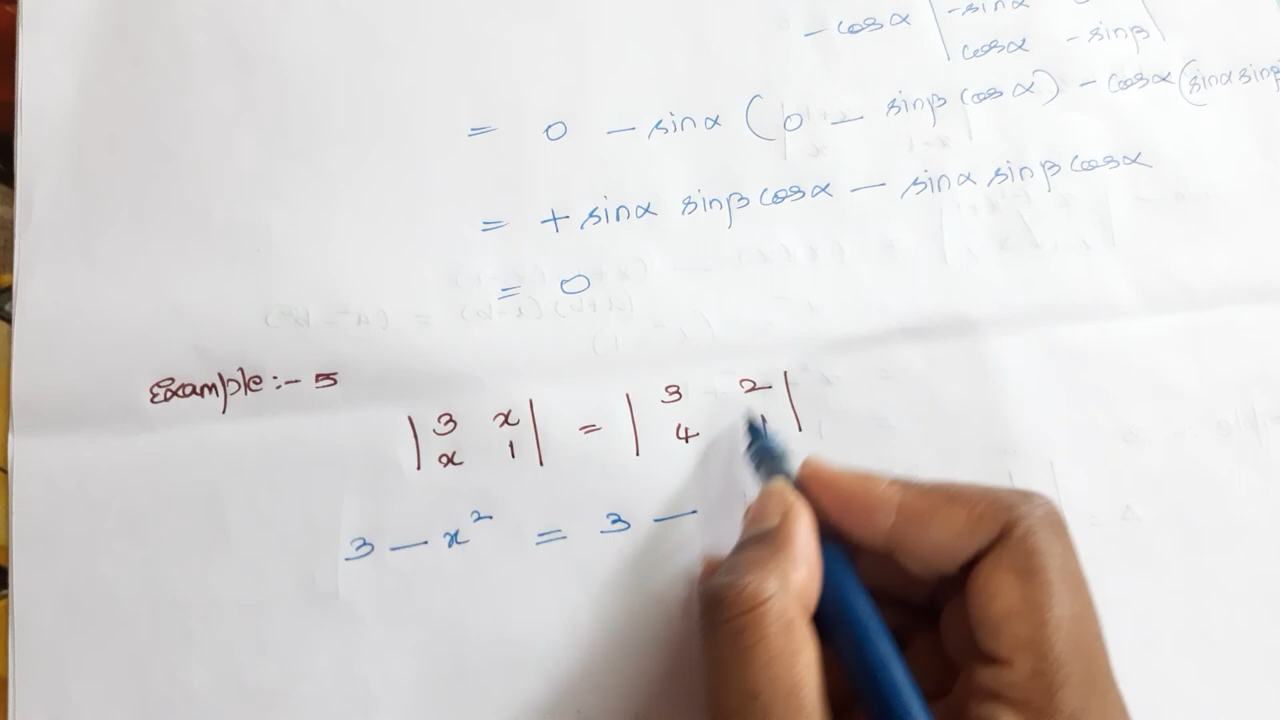 - cosα | -sinα
cosα - sinβ |
= 0 - sinα (0 - sinβ cosα) - cosα (sinα sinβ
= + sinα sinβ cosα - sinα sinβ cosα
= 0
Example:- 5
| 3 x | = | 3 2 |
| x 1 | | 4 1 |
3 - x² = 3 -